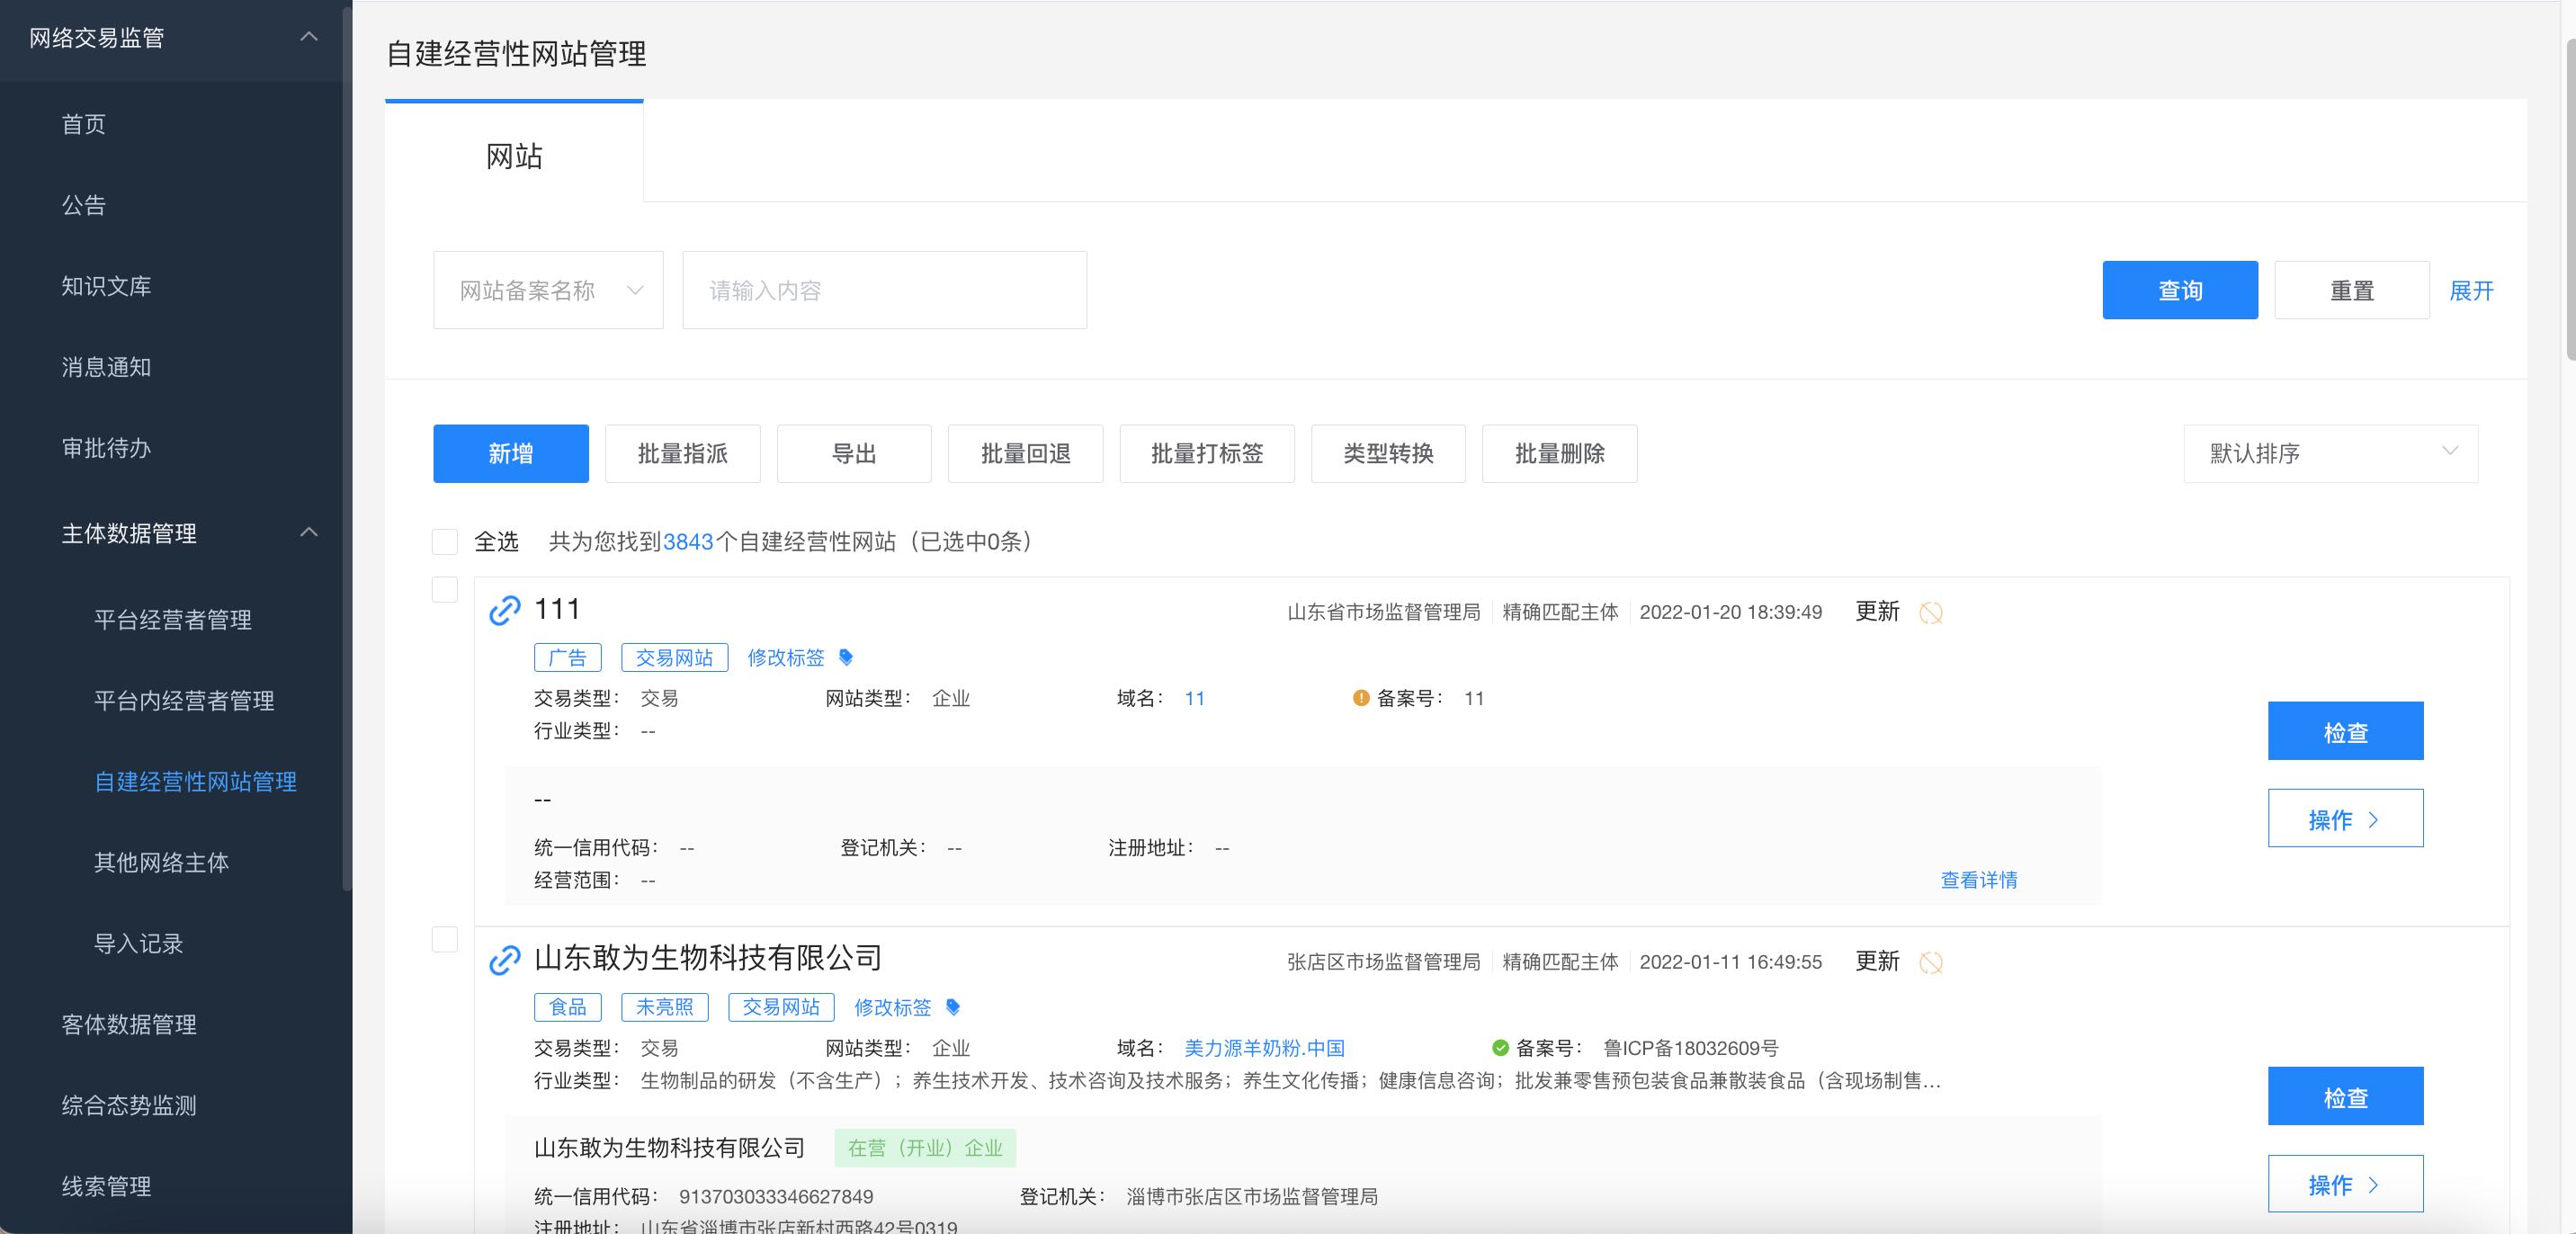 网络交易监管
首页
公告
知识文库
消息通知
审批待办
主体数据管理
平台经营者管理
平台内经营者管理
自建经营性网站管理
其他网络主体
导入记录
客体数据管理
综合态势监测
线索管理
自建经营性网站管理
网站
网站备案名称 请输入内容 查询 重置 展开
新增 批量指派 导出 批量回退 批量打标签 类型转换 批量删除 默认排序
全选 共为您找到3843个自建经营性网站（已选中0条）
111 山东省市场监督管理局 精确匹配主体 2022-01-20 18:39:49 更新
广告 交易网站 修改标签
交易类型： 交易 网站类型： 企业 域名： 11 备案号： 11
行业类型： --
检查
--
操作
统一信用代码： -- 登记机关： -- 注册地址： --
经营范围： -- 查看详情
山东敢为生物科技有限公司 张店区市场监督管理局 精确匹配主体 2022-01-11 16:49:55 更新
食品 未亮照 交易网站 修改标签
交易类型： 交易 网站类型： 企业 域名： 美力源羊奶粉.中国 备案号： 鲁ICP备18032609号
行业类型： 生物制品的研发（不含生产）；养生技术开发、技术咨询及技术服务；养生文化传播；健康信息咨询；批发兼零售预包装食品兼散装食品（含现场制售...
检查
山东敢为生物科技有限公司 在营（开业）企业
操作
统一信用代码： 913703033346627849 登记机关： 淄博市张店区市场监督管理局
注册地址： 山东省淄博市张店新村西路42号0319